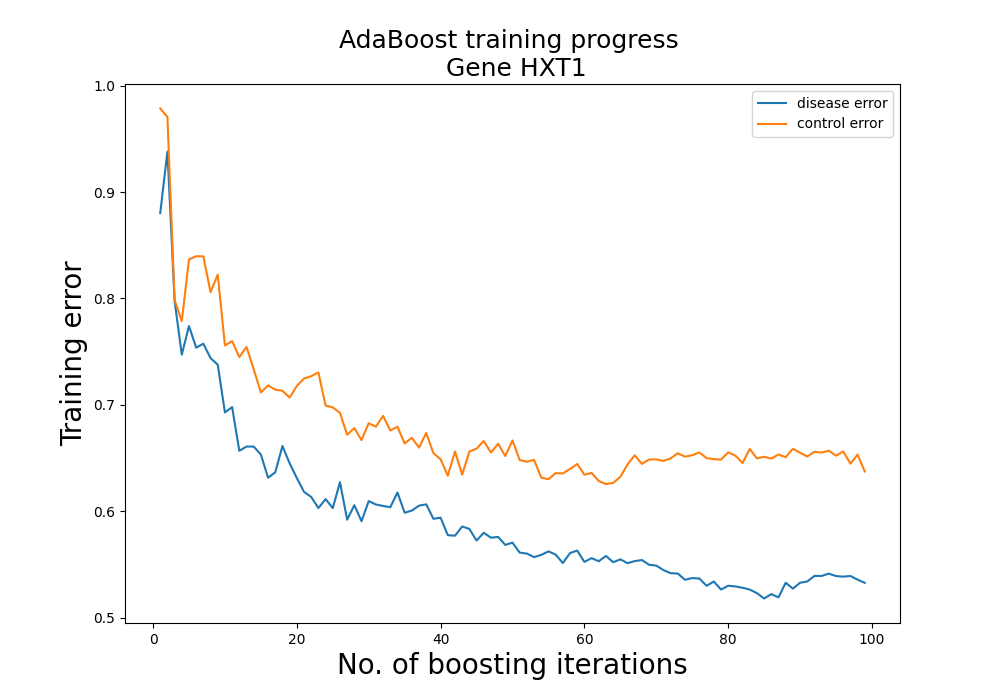 AdaBoost training progress
Gene HXT1
disease error
control error
Training error
1.0
0.9
0.8
0.7
0.6
0.5
0
20
40
60
80
100
No. of boosting iterations